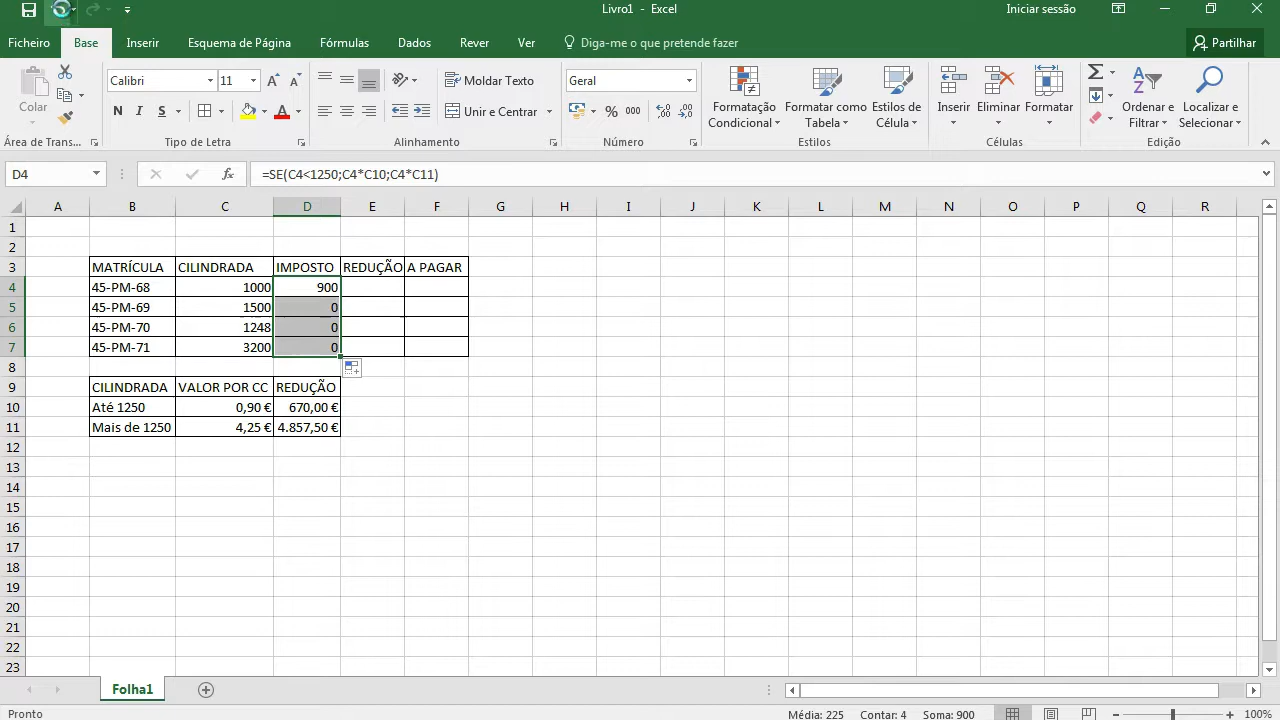 Livro1 - Excel
Iniciar sessão
Ficheiro Base Inserir Esquema de Página Fórmulas Dados Rever Ver Diga-me o que pretende fazer Partilhar
Colar
Calibri 11
N I S
Moldar Texto
Unir e Centrar
Geral
% 000
Formatação Condicional
Formatar como Tabela
Estilos de Célula
Inserir
Eliminar
Formatar
Ordenar e Filtrar
Localizar e Selecionar
Área de Trans... Tipo de Letra Alinhamento Número Estilos Células Edição
D4 fx =SE(C4<1250;C4*C10;C4*C11)
A B C D E F G H I J K L M N O P Q R
1
2
3 MATRÍCULA CILINDRADA IMPOSTO REDUÇÃO A PAGAR
4 45-PM-68 1000 900
5 45-PM-69 1500 0
6 45-PM-70 1248 0
7 45-PM-71 3200 0
8
9 CILINDRADA VALOR POR CC REDUÇÃO
10 Até 1250 0,90 € 670,00 €
11 Mais de 1250 4,25 € 4.857,50 €
12
13
14
15
16
17
18
19
20
21
22
23
Folha1
Pronto Média: 225 Contar: 4 Soma: 900 100%